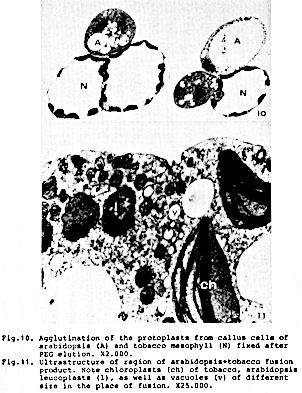 A
A
N
N
10
l
ch
11
Fig.10. Agglutination of the protoplasts from callus cells of
arabidopsis (A) and tobacco mesophyll (N) fixed after
PEG elution. X2.000.
Fig.11. Ultrastructure of region of arabidopsis+tobacco fusion
product. Note chloroplasts (ch) of tobacco, arabidopsis
leucoplasts (l), as well as vacuoles (v) of different
size in the place of fusion. X25.000.